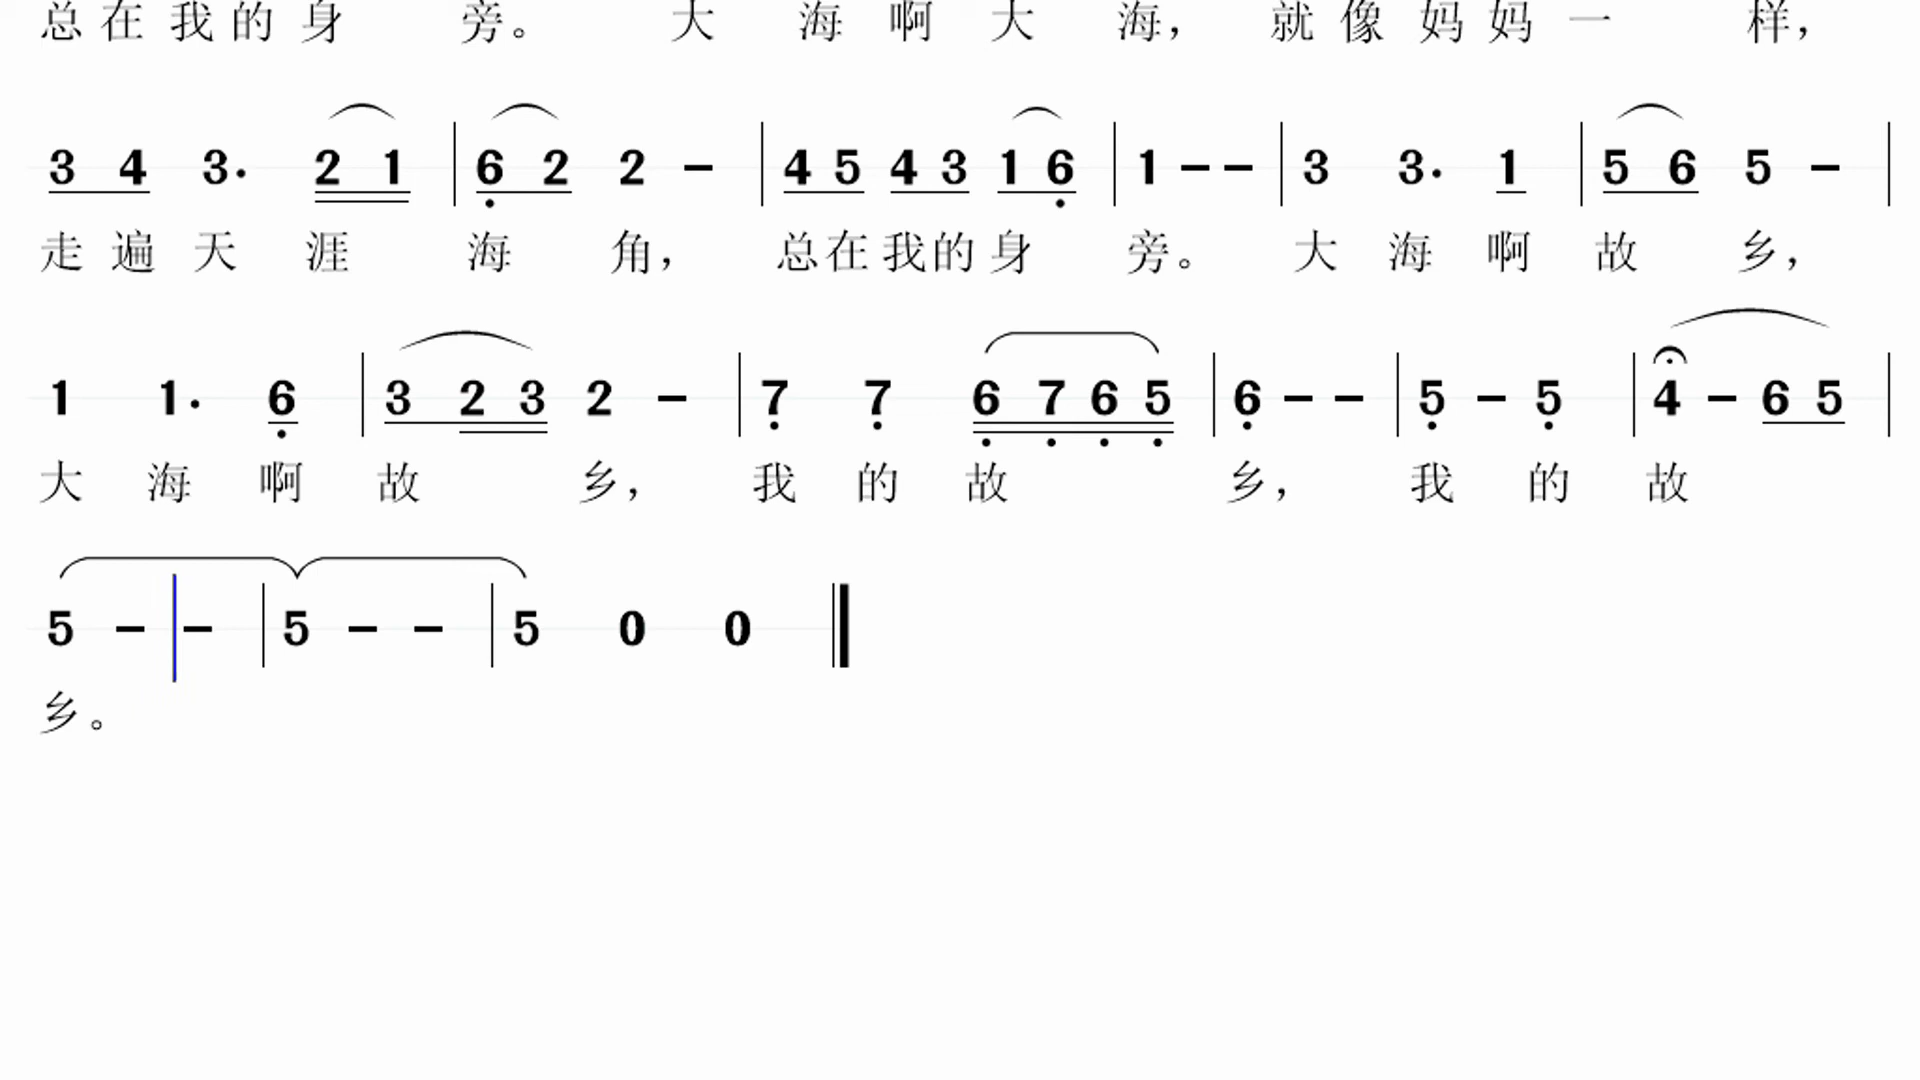 总在我的身旁。大海啊大海，就像妈妈一样，
3 4 3. 2 1 | 6 2 2 – | 4 5 4 3 1 6 | 1 – – | 3 3. 1 | 5 6 5 – |
走遍天涯海角，总在我的身旁。大海啊故乡，
1 1. 6 | 3 2 3 2 – | 7 7 6 7 6 5 | 6 – – | 5 – 5 | 4 – 6 5 |
大海啊故乡，我的故乡，我的故
5 – – | 5 – – | 5 0 0 ‖
乡。